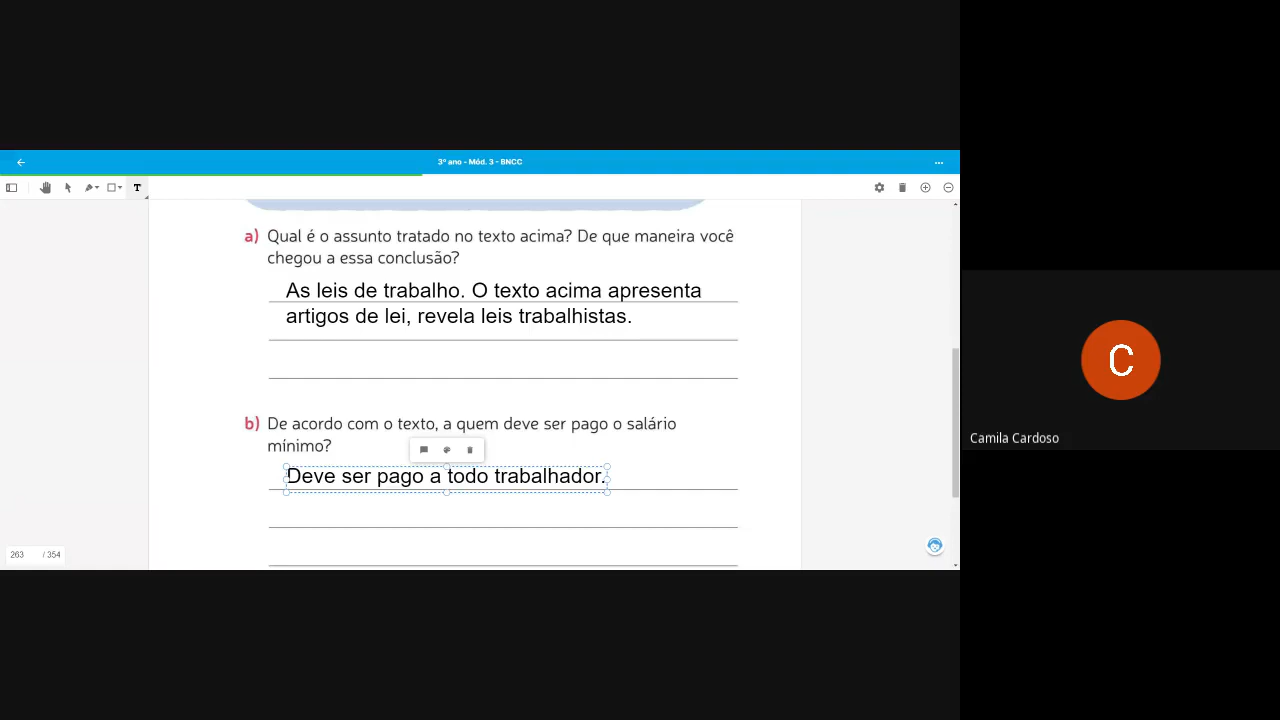 3º ano - Mód. 3 - BNCC
T
a) Qual é o assunto tratado no texto acima? De que maneira você
chegou a essa conclusão?
As leis de trabalho. O texto acima apresenta
artigos de lei, revela leis trabalhistas.
C
Camila Cardoso
b) De acordo com o texto, a quem deve ser pago o salário
mínimo?
Deve ser pago a todo trabalhador.
263 / 354